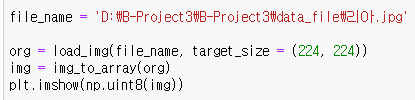 file_name = 'D:₩B-Project3₩B-Project3₩data_file₩리아.jpg'
org = load_img(file_name, target_size = (224, 224))
img = img_to_array(org)
plt.imshow(np.uint8(img))